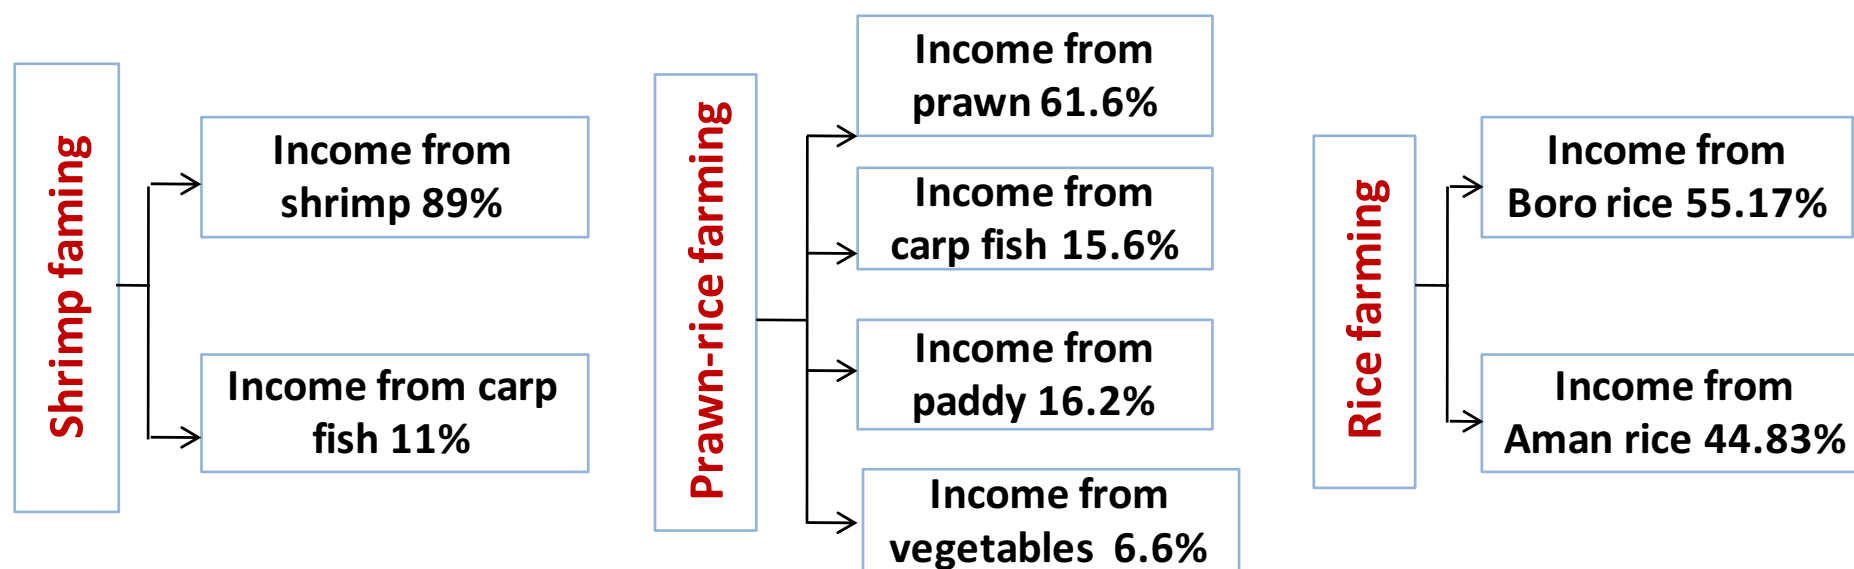 Shrimp faming
Income from
shrimp 89%
Income from carp
fish 11%
Prawn-rice farming
Income from
prawn 61.6%
Income from
carp fish 15.6%
Income from
paddy 16.2%
Income from
vegetables 6.6%
Rice farming
Income from
Boro rice 55.17%
Income from
Aman rice 44.83%